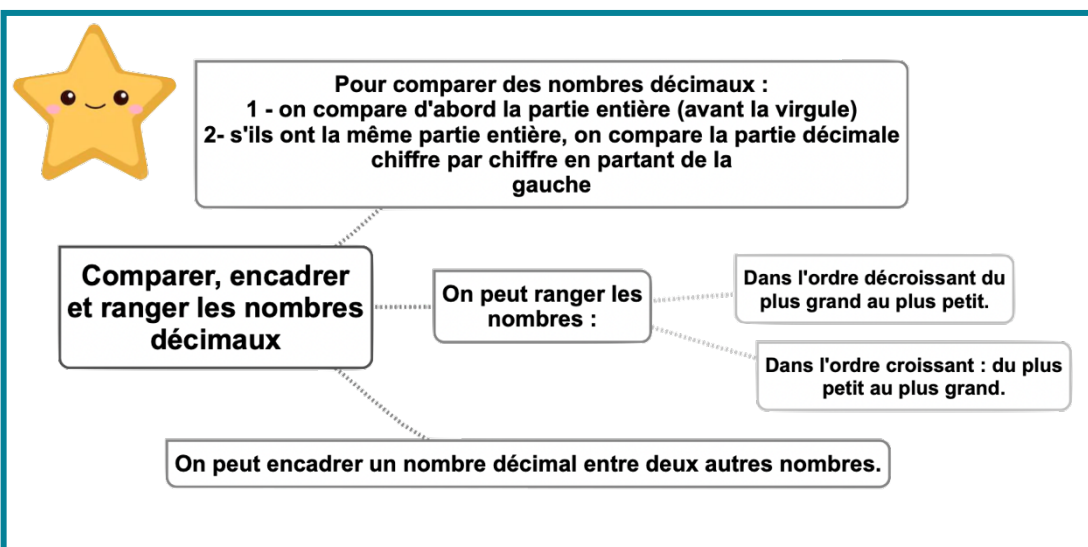 Pour comparer des nombres décimaux :
1 - on compare d'abord la partie entière (avant la virgule)
2- s'ils ont la même partie entière, on compare la partie décimale
chiffre par chiffre en partant de la
gauche
Comparer, encadrer
et ranger les nombres
décimaux
On peut ranger les
nombres :
Dans l'ordre décroissant du
plus grand au plus petit.
Dans l'ordre croissant : du plus
petit au plus grand.
On peut encadrer un nombre décimal entre deux autres nombres.